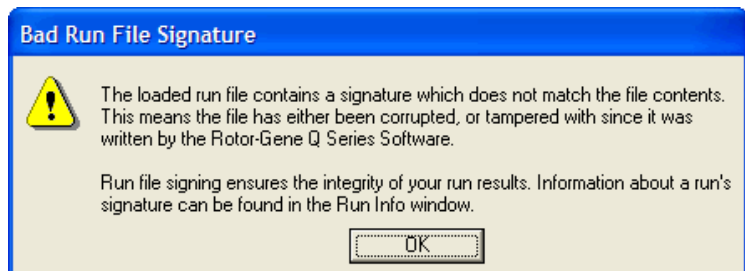 Bad Run File Signature
The loaded run file contains a signature which does not match the file contents.
This means the file has either been corrupted, or tampered with since it was
written by the Rotor-Gene Q Series Software.
Run file signing ensures the integrity of your run results. Information about a run's
signature can be found in the Run Info window.
OK